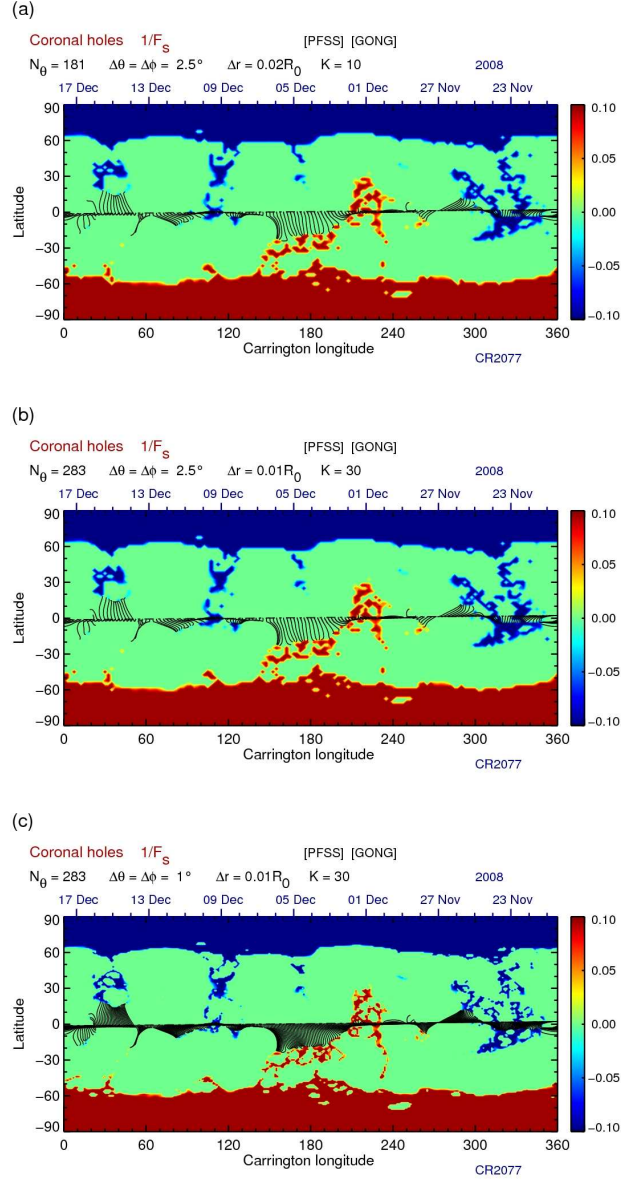 (a)
Coronal holes 1/Fs [PFSS] [GONG]
Nθ = 181 Δθ = Δϕ = 2.5° Δr = 0.02R0 K = 10 2008
17 Dec 13 Dec 09 Dec 05 Dec 01 Dec 27 Nov 23 Nov
90
60
30
0
−30
−60
−90
Latitude
0 60 120 180 240 300 360
Carrington longitude
CR2077
0.10
0.05
0.00
−0.05
−0.10
(b)
Coronal holes 1/Fs [PFSS] [GONG]
Nθ = 283 Δθ = Δϕ = 2.5° Δr = 0.01R0 K = 30 2008
17 Dec 13 Dec 09 Dec 05 Dec 01 Dec 27 Nov 23 Nov
90
60
30
0
−30
−60
−90
Latitude
0 60 120 180 240 300 360
Carrington longitude
CR2077
0.10
0.05
0.00
−0.05
−0.10
(c)
Coronal holes 1/Fs [PFSS] [GONG]
Nθ = 283 Δθ = Δϕ = 1° Δr = 0.01R0 K = 30 2008
17 Dec 13 Dec 09 Dec 05 Dec 01 Dec 27 Nov 23 Nov
90
60
30
0
−30
−60
−90
Latitude
0 60 120 180 240 300 360
Carrington longitude
CR2077
0.10
0.05
0.00
−0.05
−0.10